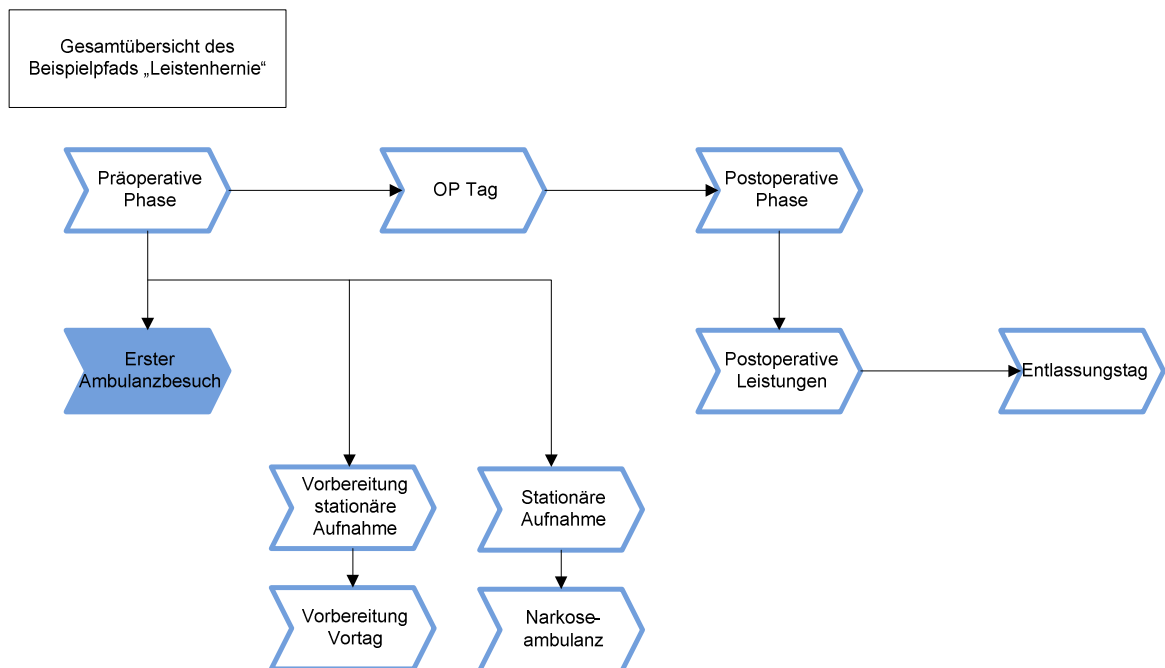 Gesamtübersicht des
Beispielpfads „Leistenhernie“
Präoperative
Phase
OP Tag
Postoperative
Phase
Erster
Ambulanzbesuch
Postoperative
Leistungen
Entlassungstag
Vorbereitung
stationäre
Aufnahme
Stationäre
Aufnahme
Vorbereitung
Vortag
Narkose-
ambulanz